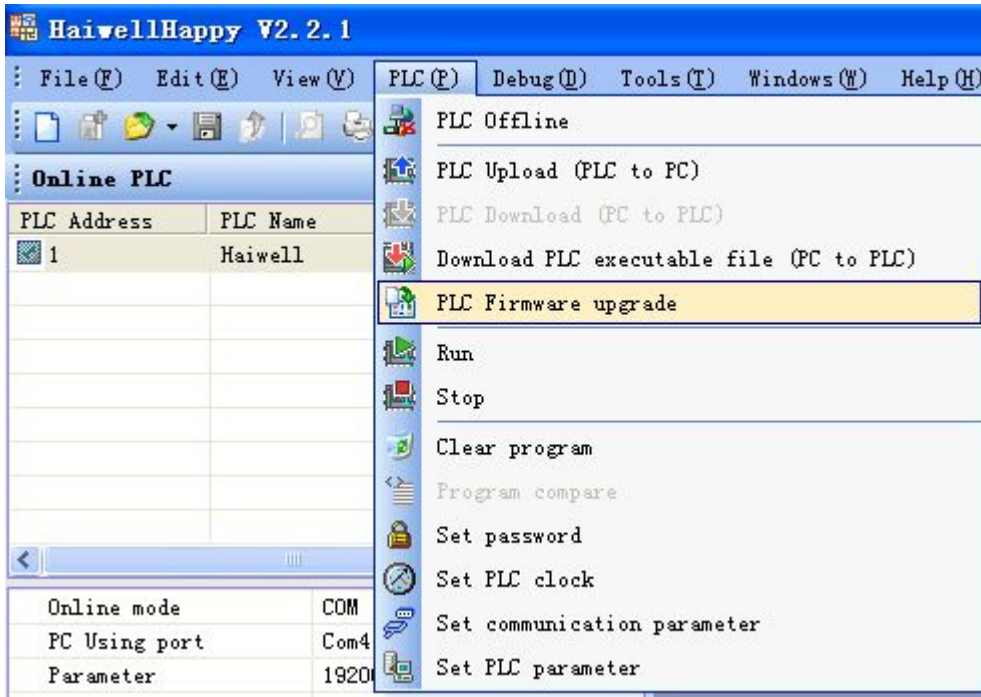 HaiwellHappy V2.2.1
File(F) Edit(E) View(V) PLC(P) Debug(D) Tools(T) Windows(W) Help(H)
PLC Offline
Online PLC
PLC Upload (PLC to PC)
PLC Address PLC Name
PLC Download (PC to PLC)
1 Haiwell
Download PLC executable file (PC to PLC)
PLC Firmware upgrade
Run
Stop
Clear program
Program compare
Set password
Set PLC clock
Online mode COM
Set communication parameter
PC Using port Com4
Set PLC parameter
Parameter 1920